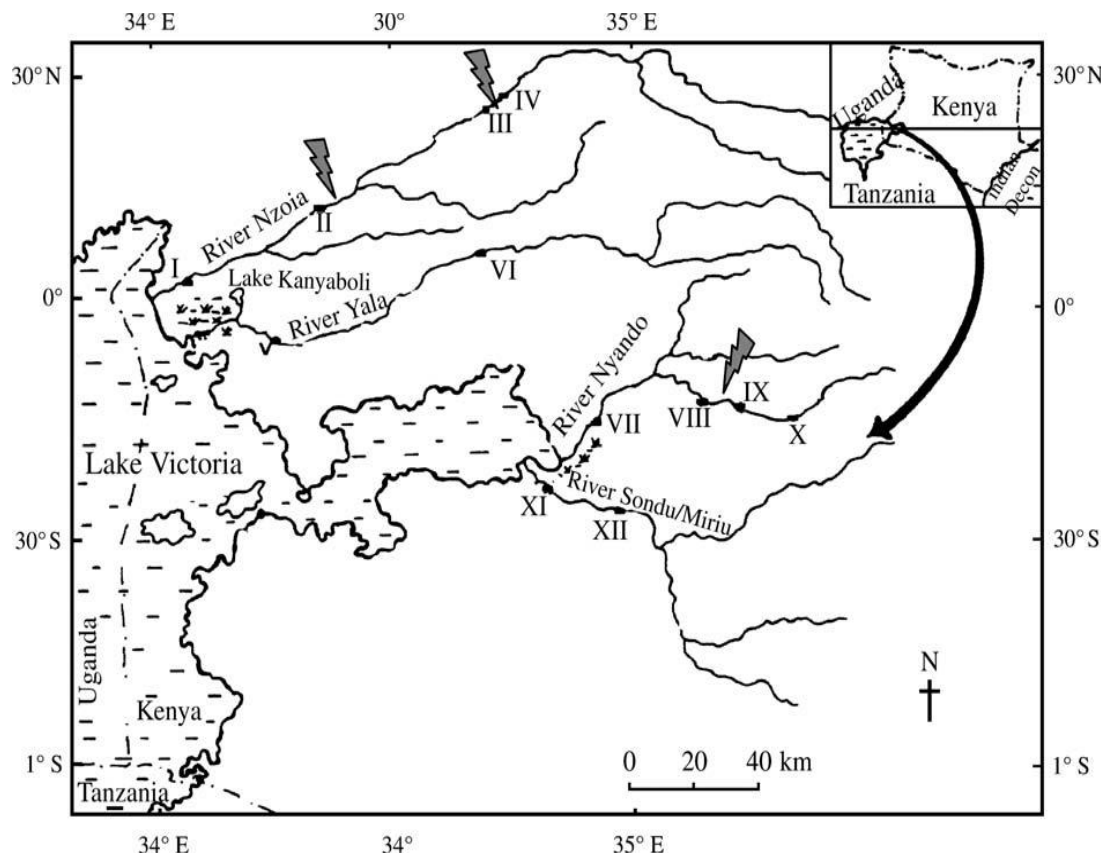 34° E 30° 35° E
30°N 30°N
Uganda
Kenya
Tanzania
Indian
Decon
IV
III
II
River Nzoia
I
Lake Kanyaboli
VI
0° 0°
River Yala
River Nyando
IX
VIII
X
VII
Lake Victoria
River Sondu/Miriu
XI
XII
30°S 30°S
Uganda
N
Kenya
0 20 40 km
1° S 1° S
Tanzania
34° E 34° 35° E